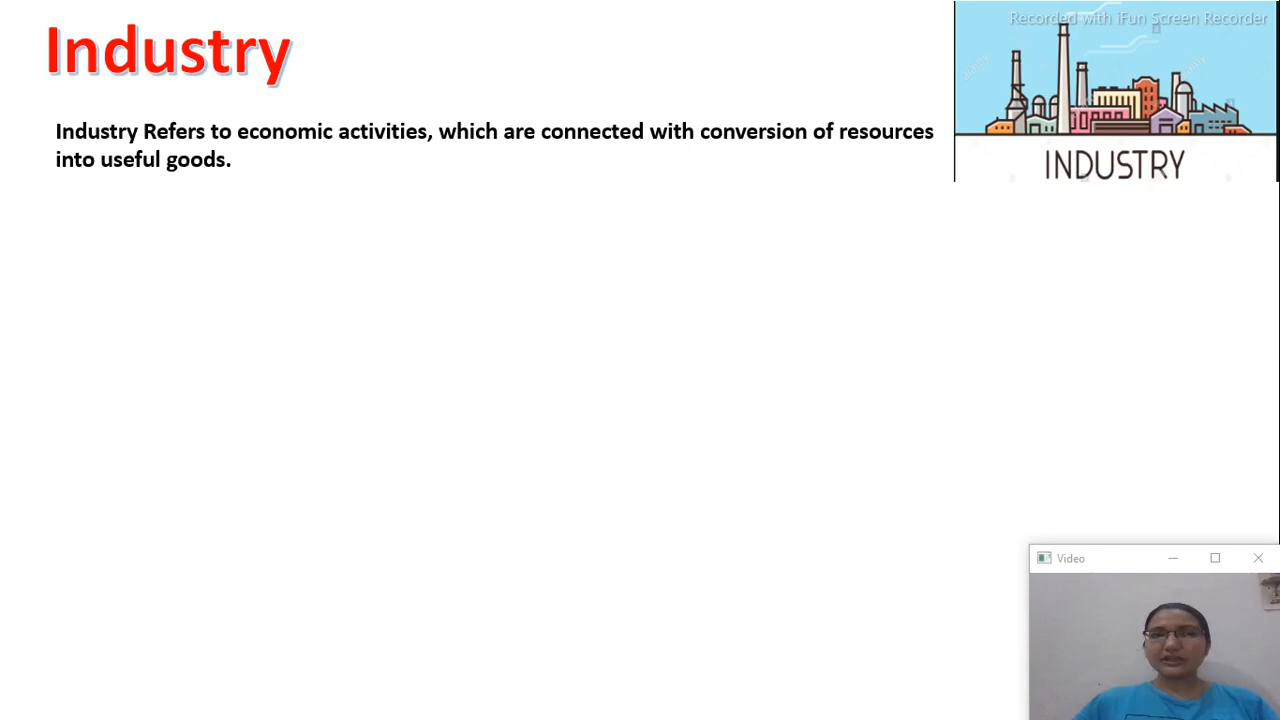 Recorded with iFun Screen Recorder
Industry
Industry Refers to economic activities, which are connected with conversion of resources
into useful goods.
INDUSTRY
Video